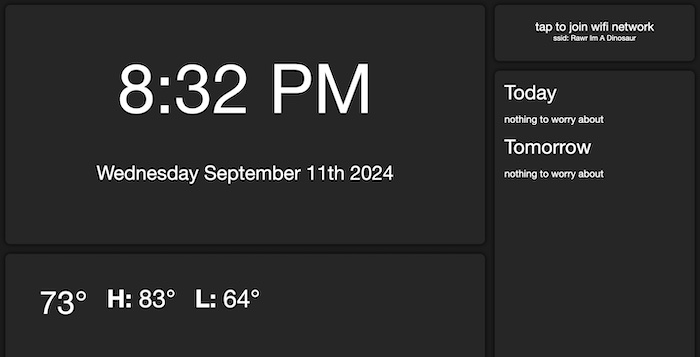 8:32 PM
Wednesday September 11th 2024
73° H: 83° L: 64°
tap to join wifi network
ssid: Rawr Im A Dinosaur
Today
nothing to worry about
Tomorrow
nothing to worry about